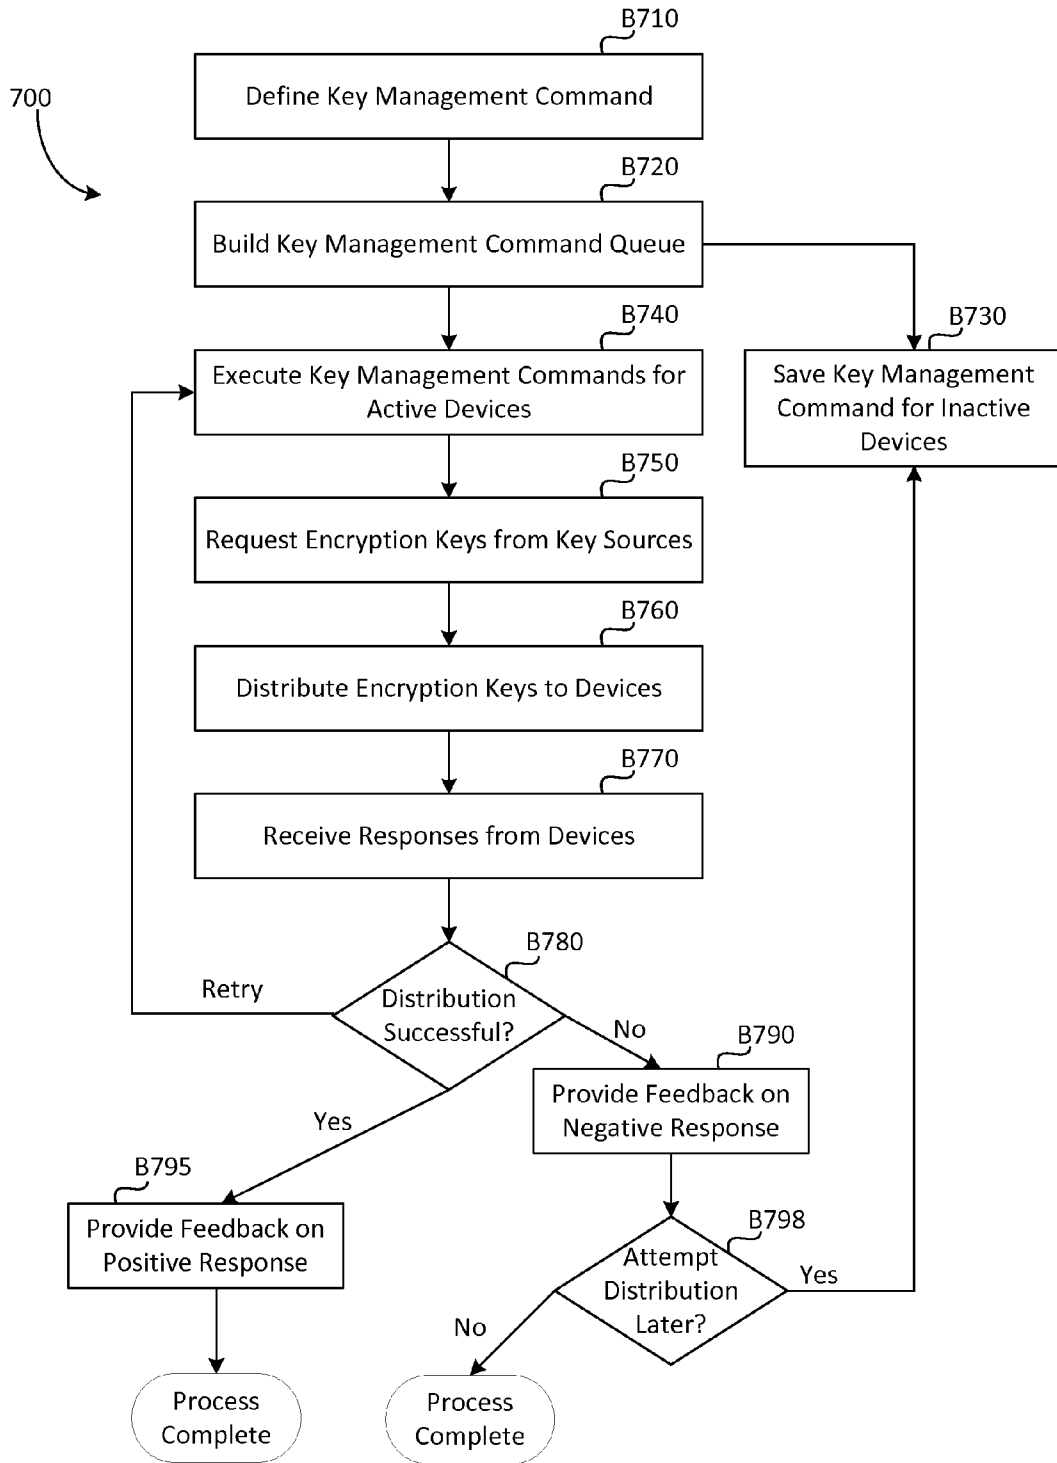 B710
Define Key Management Command
700
B720
Build Key Management Command Queue
B740
Execute Key Management Commands for
Active Devices
B730
Save Key Management
Command for Inactive
Devices
B750
Request Encryption Keys from Key Sources
B760
Distribute Encryption Keys to Devices
B770
Receive Responses from Devices
B780
Distribution
Successful?
Retry
No
B790
Provide Feedback on
Negative Response
Yes
B795
Provide Feedback on
Positive Response
B798
Attempt
Distribution
Later?
Yes
No
Process
Complete
Process
Complete